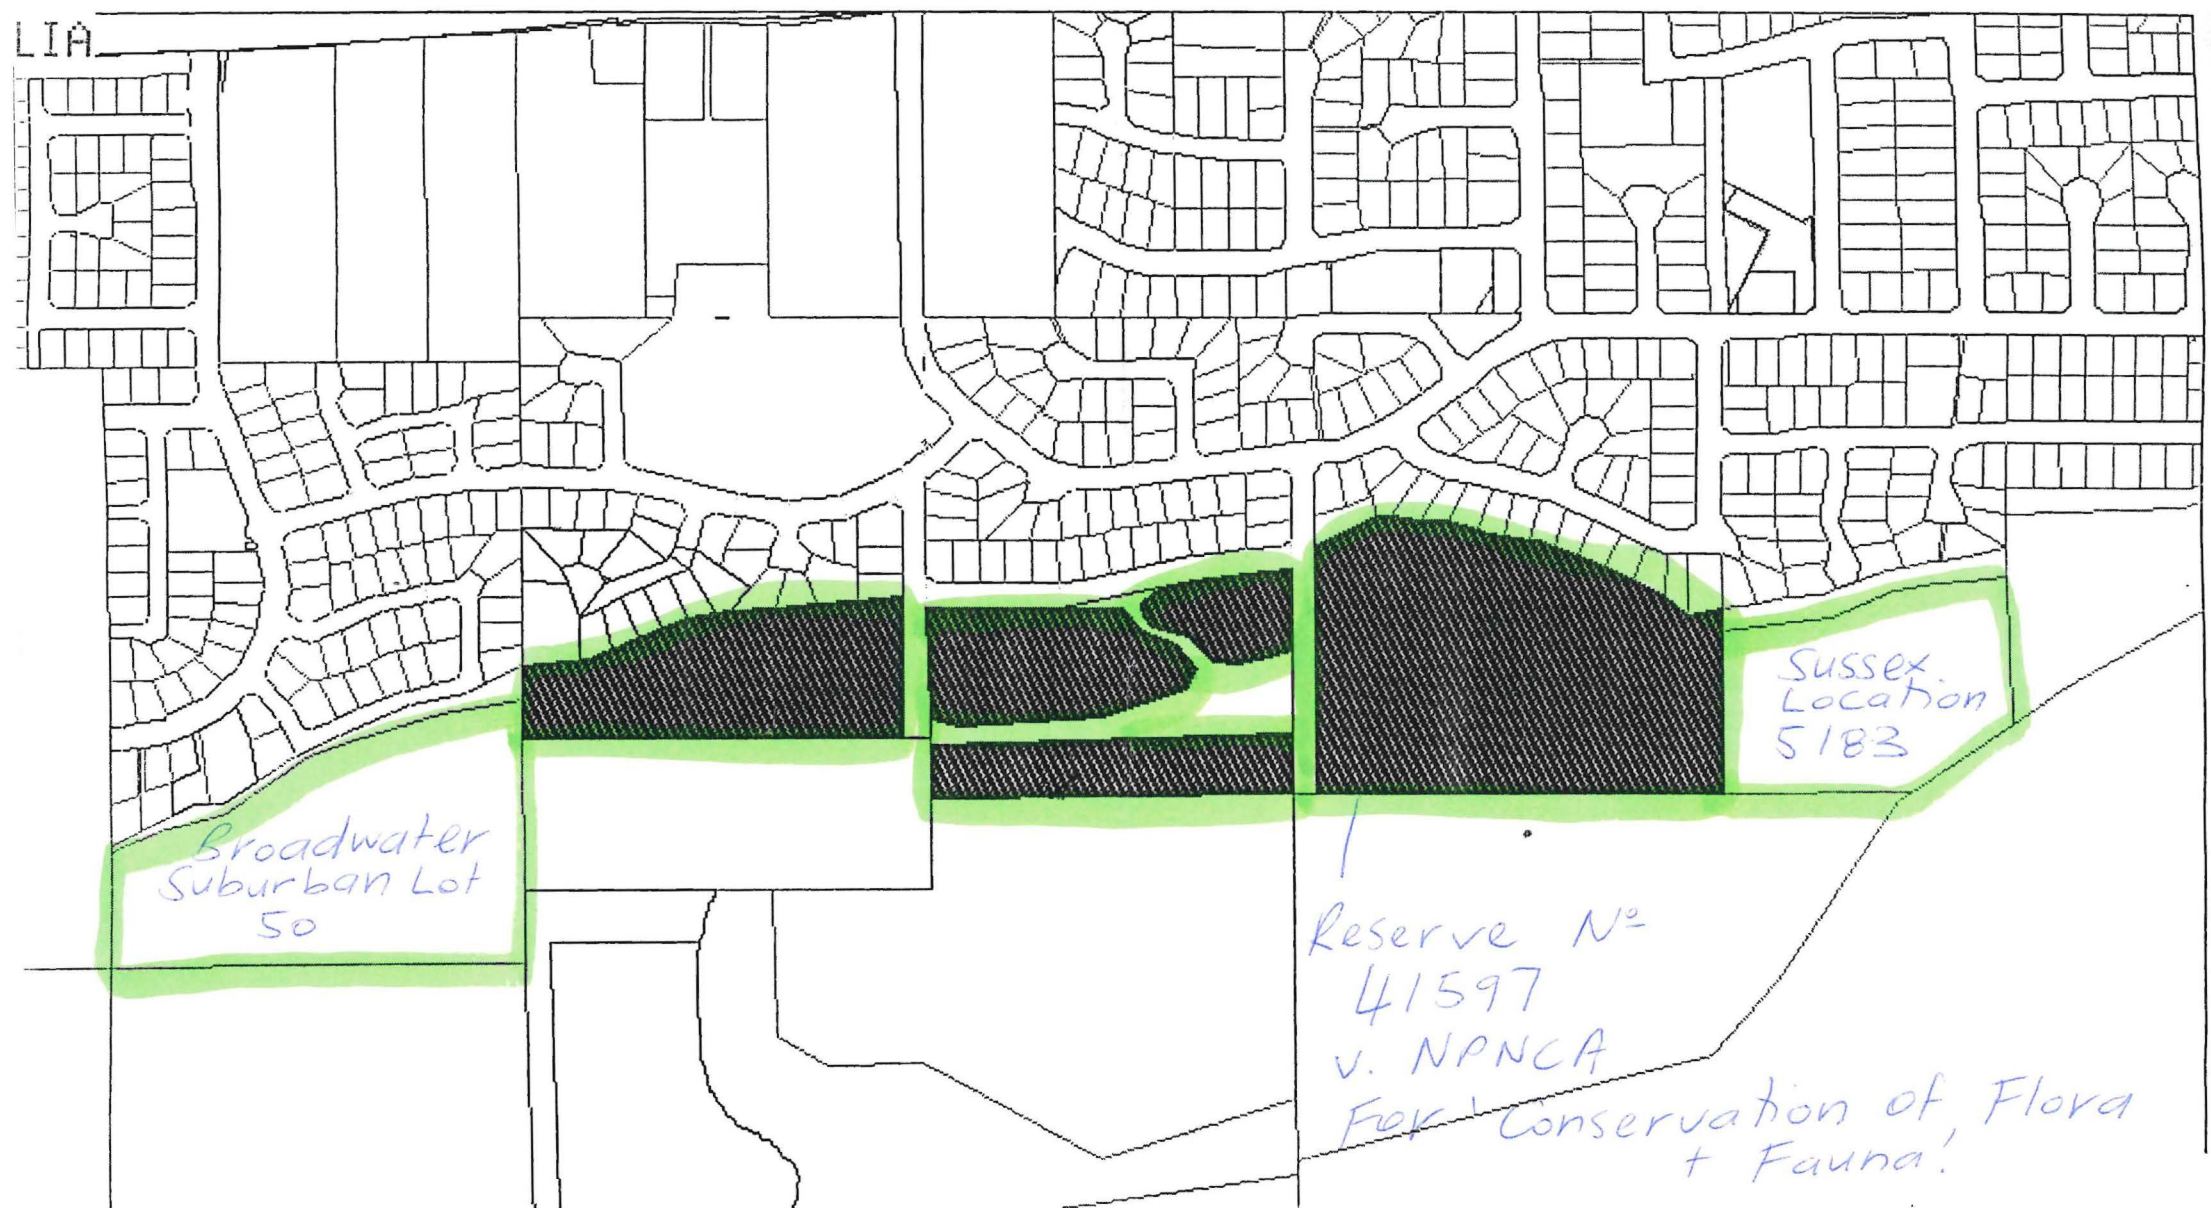 LIA
Sussex
Location
5183
Broadwater
Suburban Lot
50
Reserve Nº
41597
v. NPNCA
For 'Conservation of Flora
+ Fauna'.